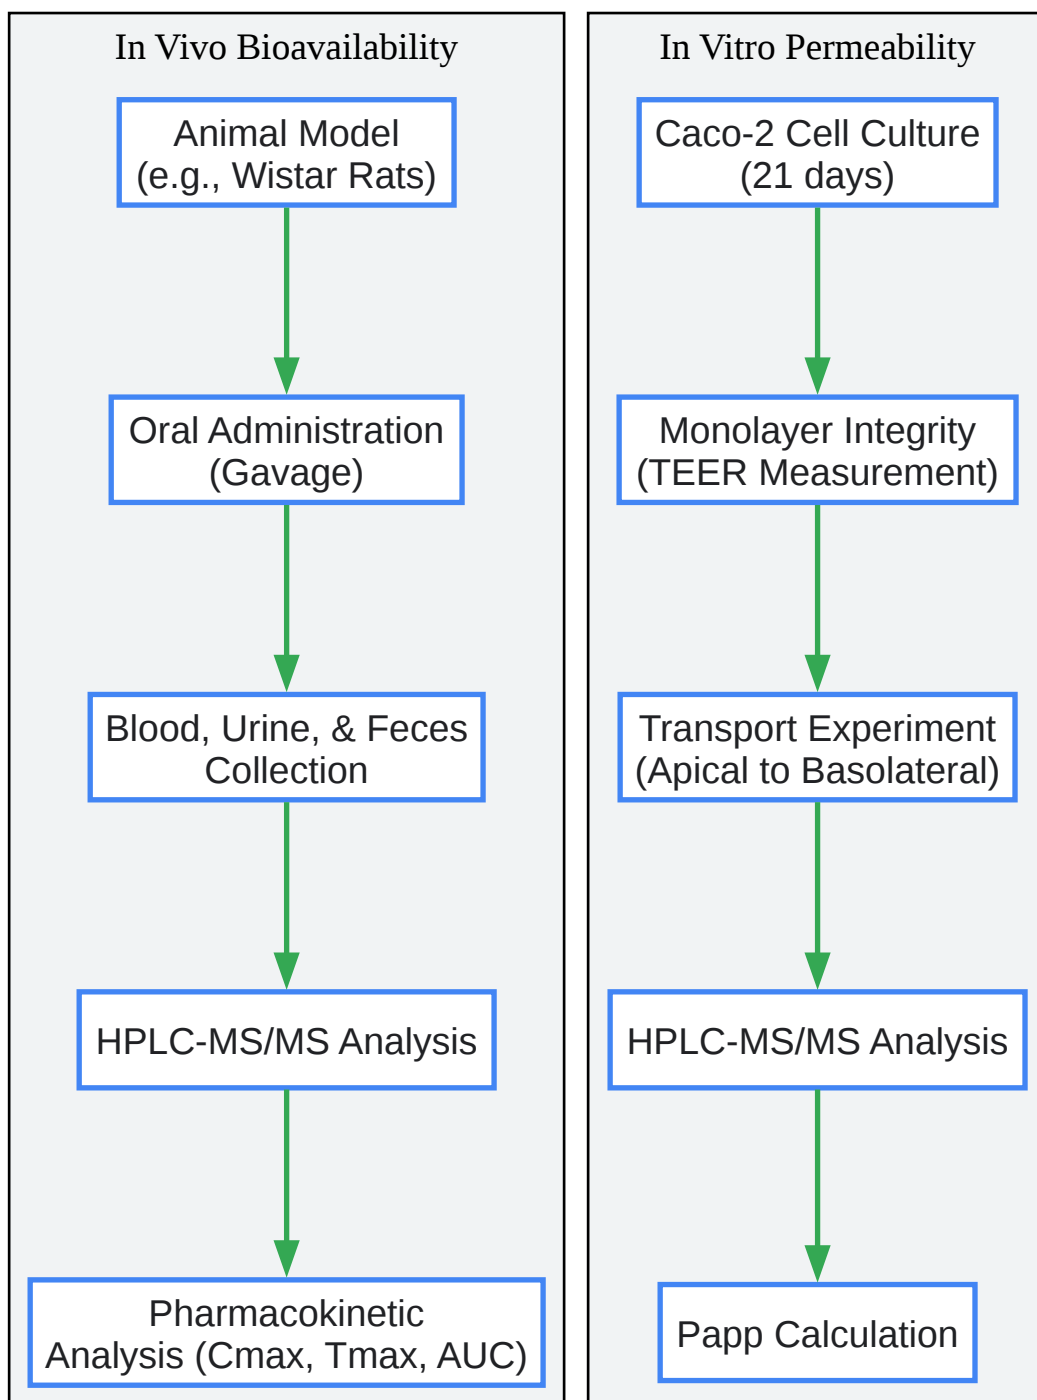 In Vivo Bioavailability
Animal Model
(e.g., Wistar Rats)
Oral Administration
(Gavage)
Blood, Urine, & Feces
Collection
HPLC-MS/MS Analysis
Pharmacokinetic
Analysis (Cmax, Tmax, AUC)
In Vitro Permeability
Caco-2 Cell Culture
(21 days)
Monolayer Integrity
(TEER Measurement)
Transport Experiment
(Apical to Basolateral)
HPLC-MS/MS Analysis
Papp Calculation